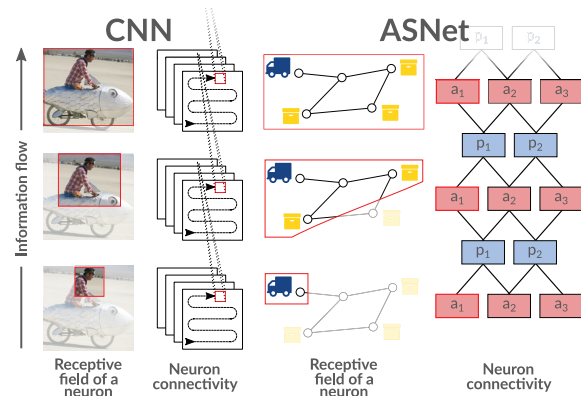 CNN
ASNet
Information flow
p1 p2
a1 a2 a3
p1 p2
a1 a2 a3
p1 p2
a1 a2 a3
Receptive
field of a
neuron
Neuron
connectivity
Receptive
field of a
neuron
Neuron
connectivity